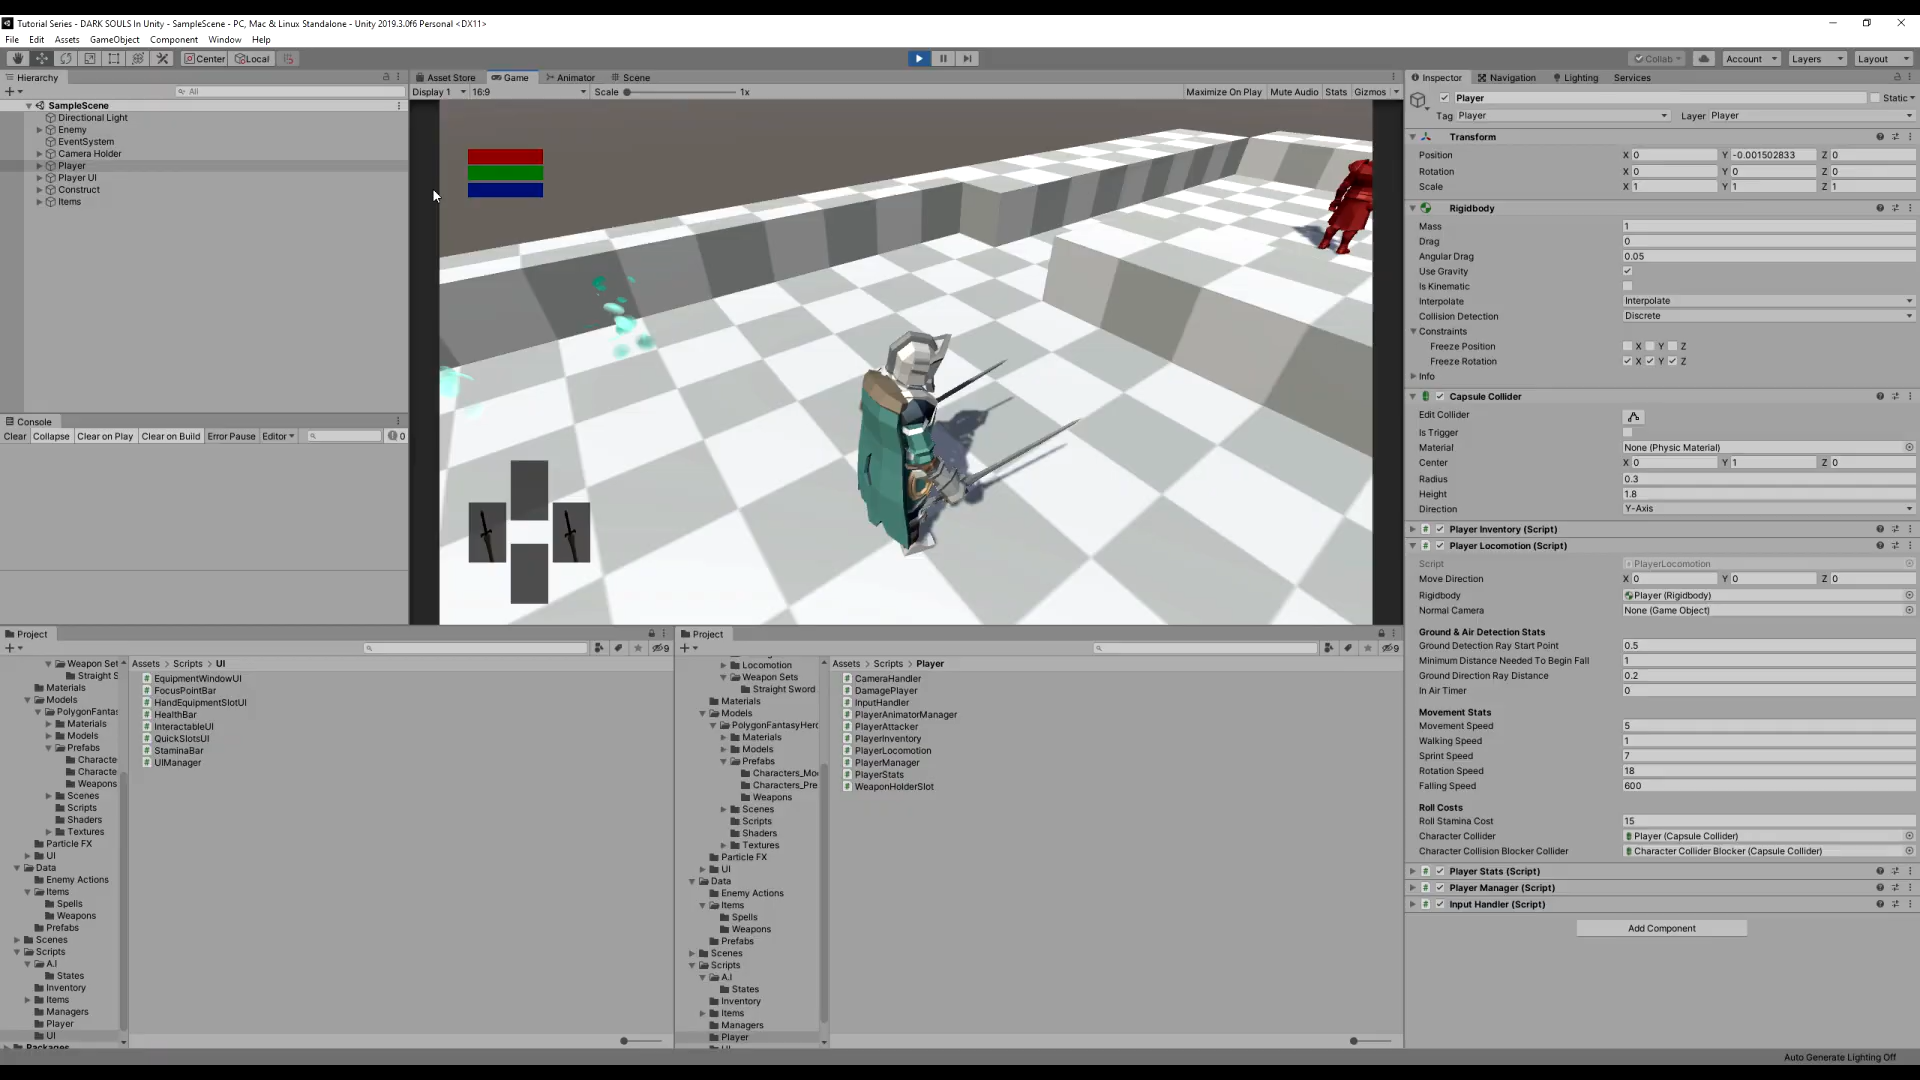 Tutorial Series - DARK SOULS In Unity - SampleScene - PC, Mac & Linux Standalone - Unity 2019.3.0f6 Personal <DX11>
File Edit Assets GameObject Component Window Help
Center Local Collab Account Layers Layout
Hierarchy
All
SampleScene
Directional Light
Enemy
EventSystem
Camera Holder
Player
Player UI
Construct
Items
Console
Clear Collapse Clear on Play Clear on Build Error Pause Editor 0
Asset Store Game Animator Scene
Display 1 16:9 Scale 1x Maximize On Play Mute Audio Stats Gizmos
Project
9
Weapon Set
Straight S
Materials
Models
PolygonFantas
Materials
Models
Prefabs
Characte
Characte
Weapons
Scenes
Scripts
Shaders
Textures
Particle FX
UI
Data
Enemy Actions
Items
Spells
Weapons
Prefabs
Scenes
Scripts
A.I
States
Inventory
Items
Managers
Player
UI
Packages
Assets > Scripts > UI
EquipmentWindowUI
FocusPointBar
HandEquipmentSlotUI
HealthBar
InteractableUI
QuickSlotsUI
StaminaBar
UIManager
Project
9
Locomotion
Weapon Sets
Straight Sword
Materials
Models
PolygonFantasyHero
Materials
Models
Prefabs
Characters_Mo
Characters_Pre
Weapons
Scenes
Scripts
Shaders
Textures
Particle FX
UI
Data
Enemy Actions
Items
Spells
Weapons
Prefabs
Scenes
Scripts
A.I
States
Inventory
Items
Managers
Player
Assets > Scripts > Player
CameraHandler
DamagePlayer
InputHandler
PlayerAnimatorManager
PlayerAttacker
PlayerInventory
PlayerLocomotion
PlayerManager
PlayerStats
WeaponHolderSlot
Inspector Navigation Lighting Services
Player Static
Tag Player Layer Player
Transform
Position X 0 Y -0.001502833 Z 0
Rotation X 0 Y 0 Z 0
Scale X 1 Y 1 Z 1
Rigidbody
Mass 1
Drag 0
Angular Drag 0.05
Use Gravity
Is Kinematic
Interpolate Interpolate
Collision Detection Discrete
Constraints
Freeze Position X Y Z
Freeze Rotation X Y Z
Info
Capsule Collider
Edit Collider
Is Trigger
Material None (Physic Material)
Center X 0 Y 1 Z 0
Radius 0.3
Height 1.8
Direction Y-Axis
Player Inventory (Script)
Player Locomotion (Script)
Script PlayerLocomotion
Move Direction X 0 Y 0 Z 0
Rigidbody Player (Rigidbody)
Normal Camera None (Game Object)
Ground & Air Detection Stats
Ground Detection Ray Start Point 0.5
Minimum Distance Needed To Begin Fall 1
Ground Direction Ray Distance 0.2
In Air Timer 0
Movement Stats
Movement Speed 5
Walking Speed 1
Sprint Speed 7
Rotation Speed 18
Falling Speed 600
Roll Costs
Roll Stamina Cost 15
Character Collider Player (Capsule Collider)
Character Collision Blocker Collider Character Collider Blocker (Capsule Collider)
Player Stats (Script)
Player Manager (Script)
Input Handler (Script)
Add Component
Auto Generate Lighting Off